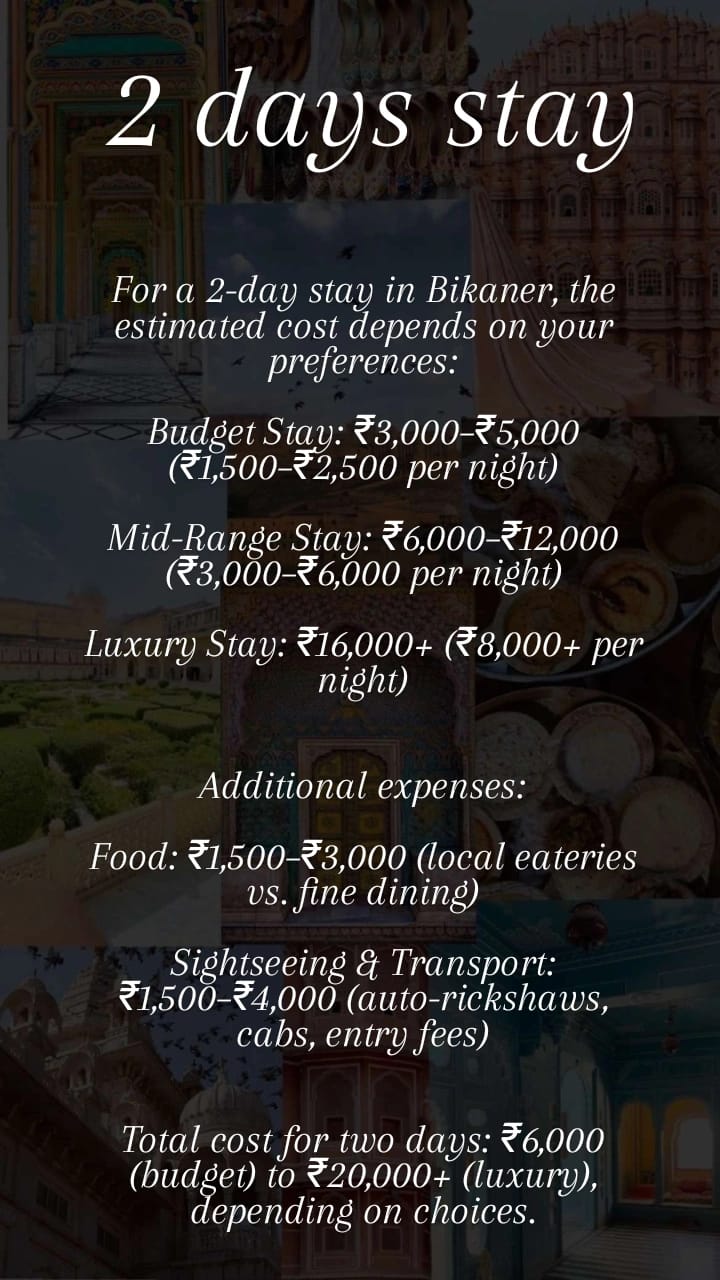 2 days stay
For a 2-day stay in Bikaner, the
estimated cost depends on your
preferences:
Budget Stay: ₹3,000–₹5,000
(₹1,500–₹2,500 per night)
Mid-Range Stay: ₹6,000–₹12,000
(₹3,000–₹6,000 per night)
Luxury Stay: ₹16,000+ (₹8,000+ per
night)
Additional expenses:
Food: ₹1,500–₹3,000 (local eateries
vs. fine dining)
Sightseeing & Transport:
₹1,500–₹4,000 (auto-rickshaws,
cabs, entry fees)
Total cost for two days: ₹6,000
(budget) to ₹20,000+ (luxury),
depending on choices.